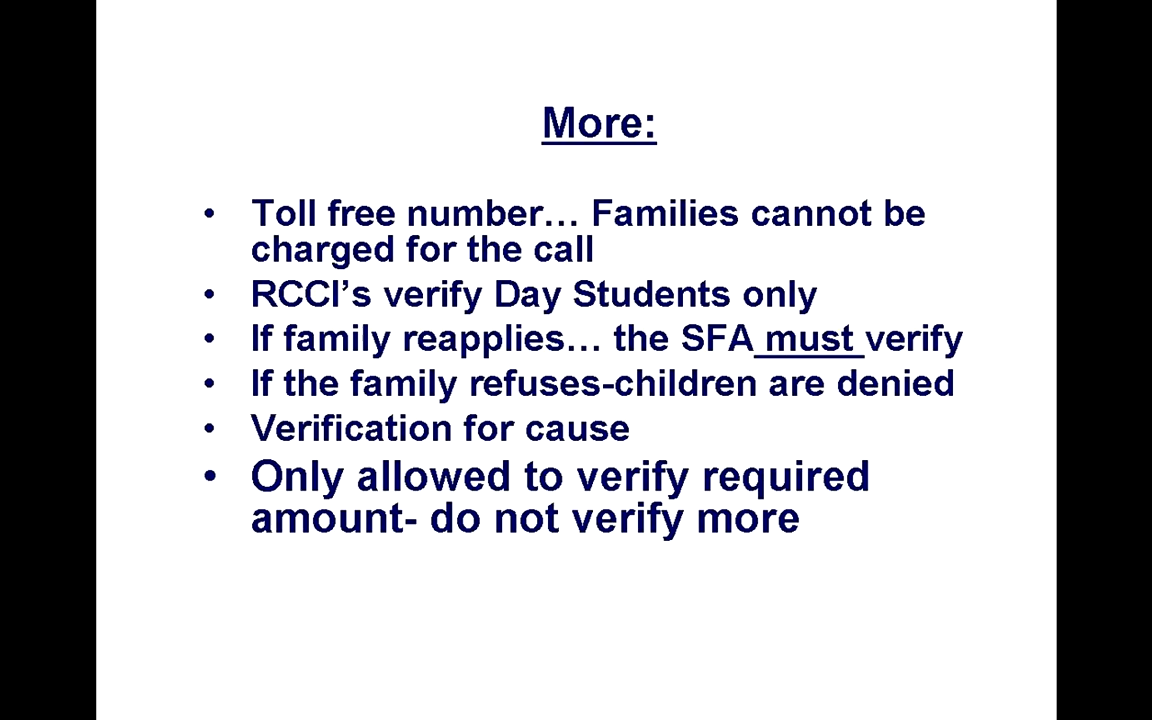 More:
• Toll free number… Families cannot be
charged for the call
• RCCI’s verify Day Students only
• If family reapplies… the SFA must verify
• If the family refuses-children are denied
• Verification for cause
• Only allowed to verify required
amount- do not verify more